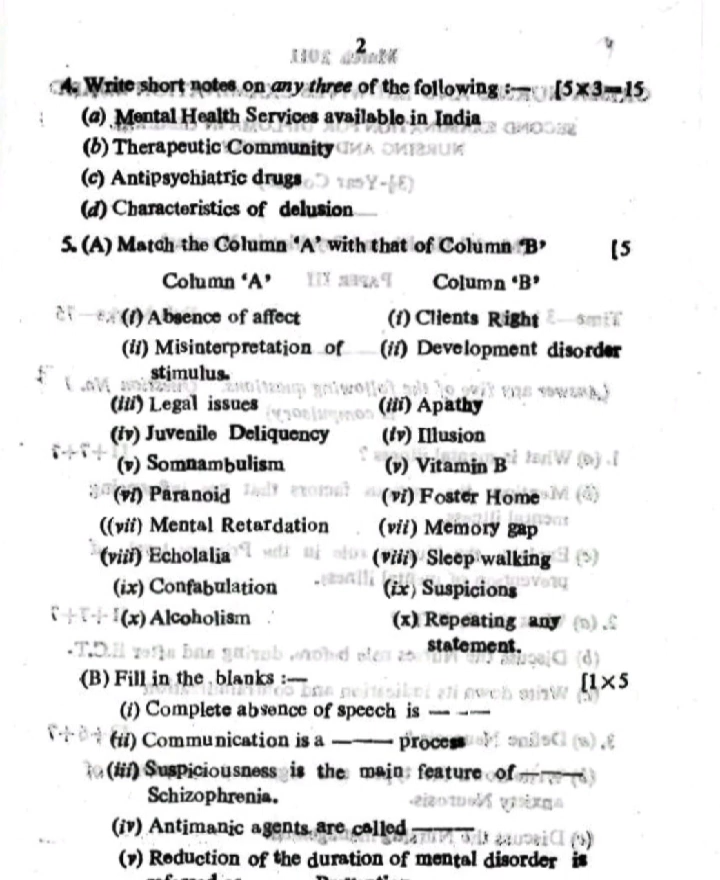 2
4. Write short notes on any three of the following :— [5×3=15
(a) Mental Health Services available in India
(b) Therapeutic Community
(c) Antipsychiatric drugs
(d) Characteristics of delusion
5. (A) Match the Column ‘A’ with that of Column ‘B’ [5
Column ‘A’ Column ‘B’
(i) Absence of affect (i) Clients Right
(ii) Misinterpretation of (ii) Development disorder
stimulus.
(iii) Legal issues (iii) Apathy
(iv) Juvenile Deliquency (iv) Illusion
(v) Somnambulism (v) Vitamin B
(vi) Paranoid (vi) Foster Home
((vii) Mental Retardation (vii) Memory gap
(viii) Echolalia (viii) Sleep walking
(ix) Confabulation (ix) Suspicions
(x) Alcoholism (x) Repeating any
statement.
(B) Fill in the blanks :— [1×5
(i) Complete absence of speech is — — —
(ii) Communication is a ——— process
(iii) Suspiciousness is the main feature of ———
Schizophrenia.
(iv) Antimanic agents are called ———
(v) Reduction of the duration of mental disorder is